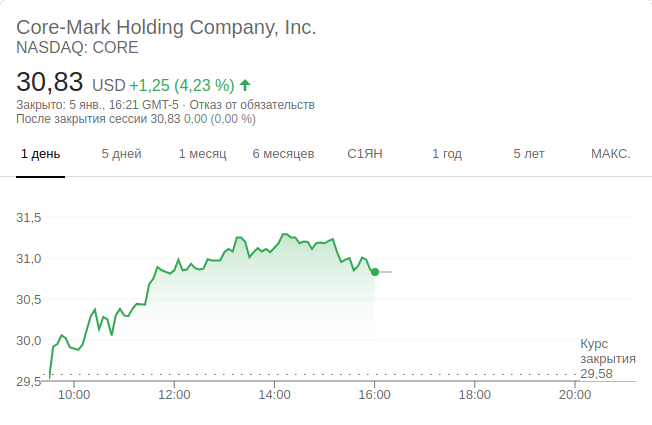 Core-Mark Holding Company, Inc.
NASDAQ: CORE
30,83 USD +1,25 (4,23 %)
Закрыто: 5 янв., 16:21 GMT-5 · Отказ от обязательств
После закрытия сессии 30,83 0,00 (0,00 %)
1 день 5 дней 1 месяц 6 месяцев С1ЯН 1 год 5 лет МАКС.
31,5
31,0
30,5
30,0
Курс
закрытия
29,58
29,5
10:00 12:00 14:00 16:00 18:00 20:00